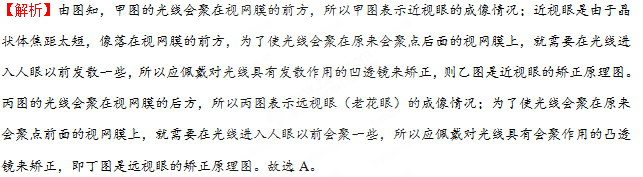 【解析】由图知，甲图的光线会聚在视网膜的前方，所以甲图表示近视眼的成像情况；近视眼是由于晶
状体焦距太短，像落在视网膜的前方，为了使光线会聚在原来会聚点后面的视网膜上，就需要在光线进
入人眼以前发散一些，所以应佩戴对光线具有发散作用的凹透镜来矫正，则乙图是近视眼的矫正原理图。
丙图的光线会聚在视网膜的后方，所以丙图表示远视眼（老花眼）的成像情况；为了使光线会聚在原来
会聚点前面的视网膜上，就需要在光线进入人眼以前会聚一些，所以应佩戴对光线具有会聚作用的凸透
镜来矫正，即丁图是远视眼的矫正原理图。故选 A。